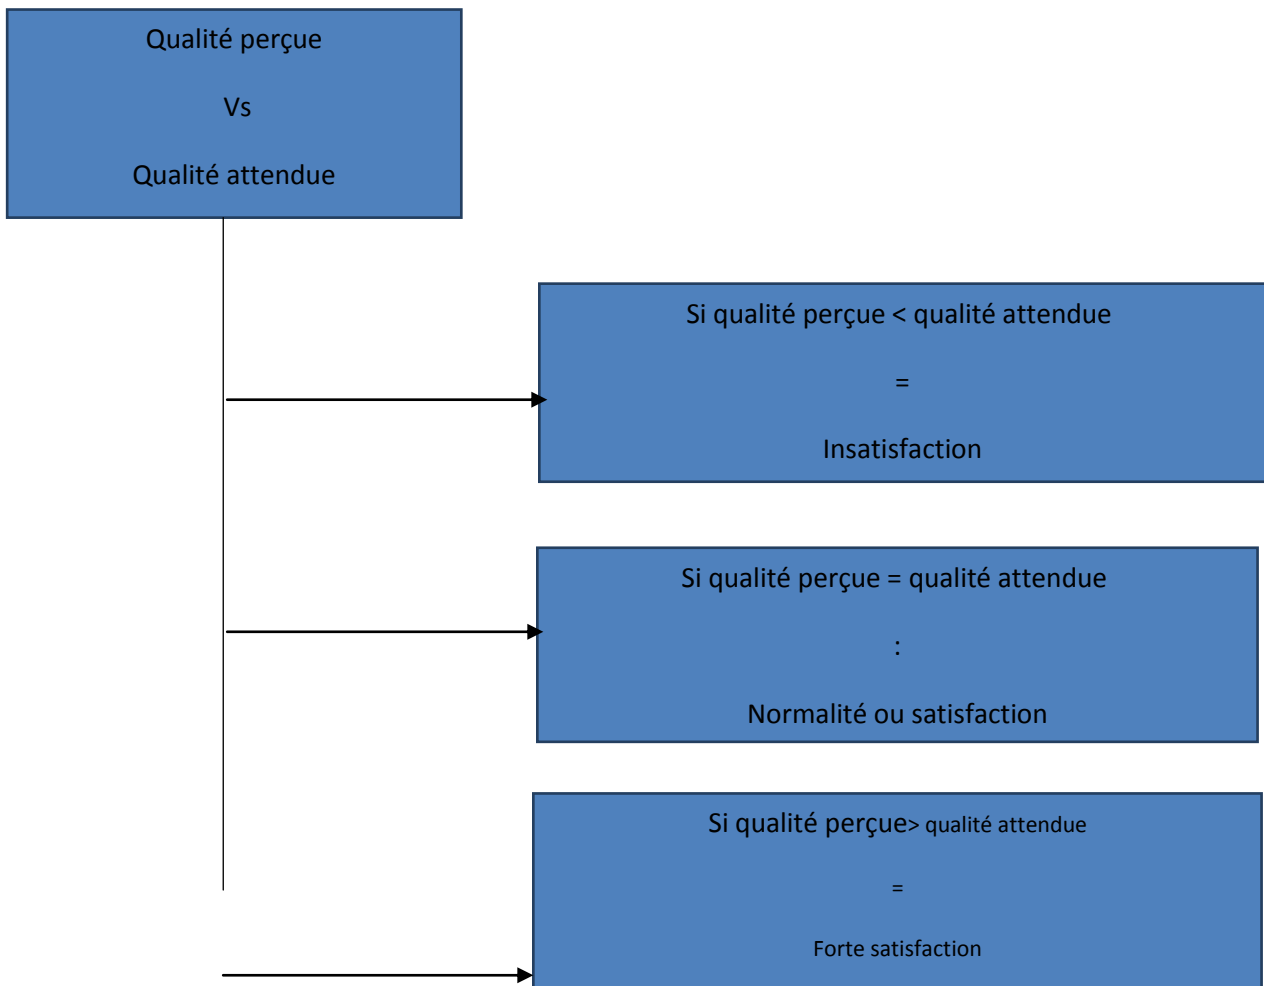 Qualité perçue
Vs
Qualité attendue
Si qualité perçue < qualité attendue
=
Insatisfaction
Si qualité perçue = qualité attendue
:
Normalité ou satisfaction
Si qualité perçue> qualité attendue
=
Forte satisfaction